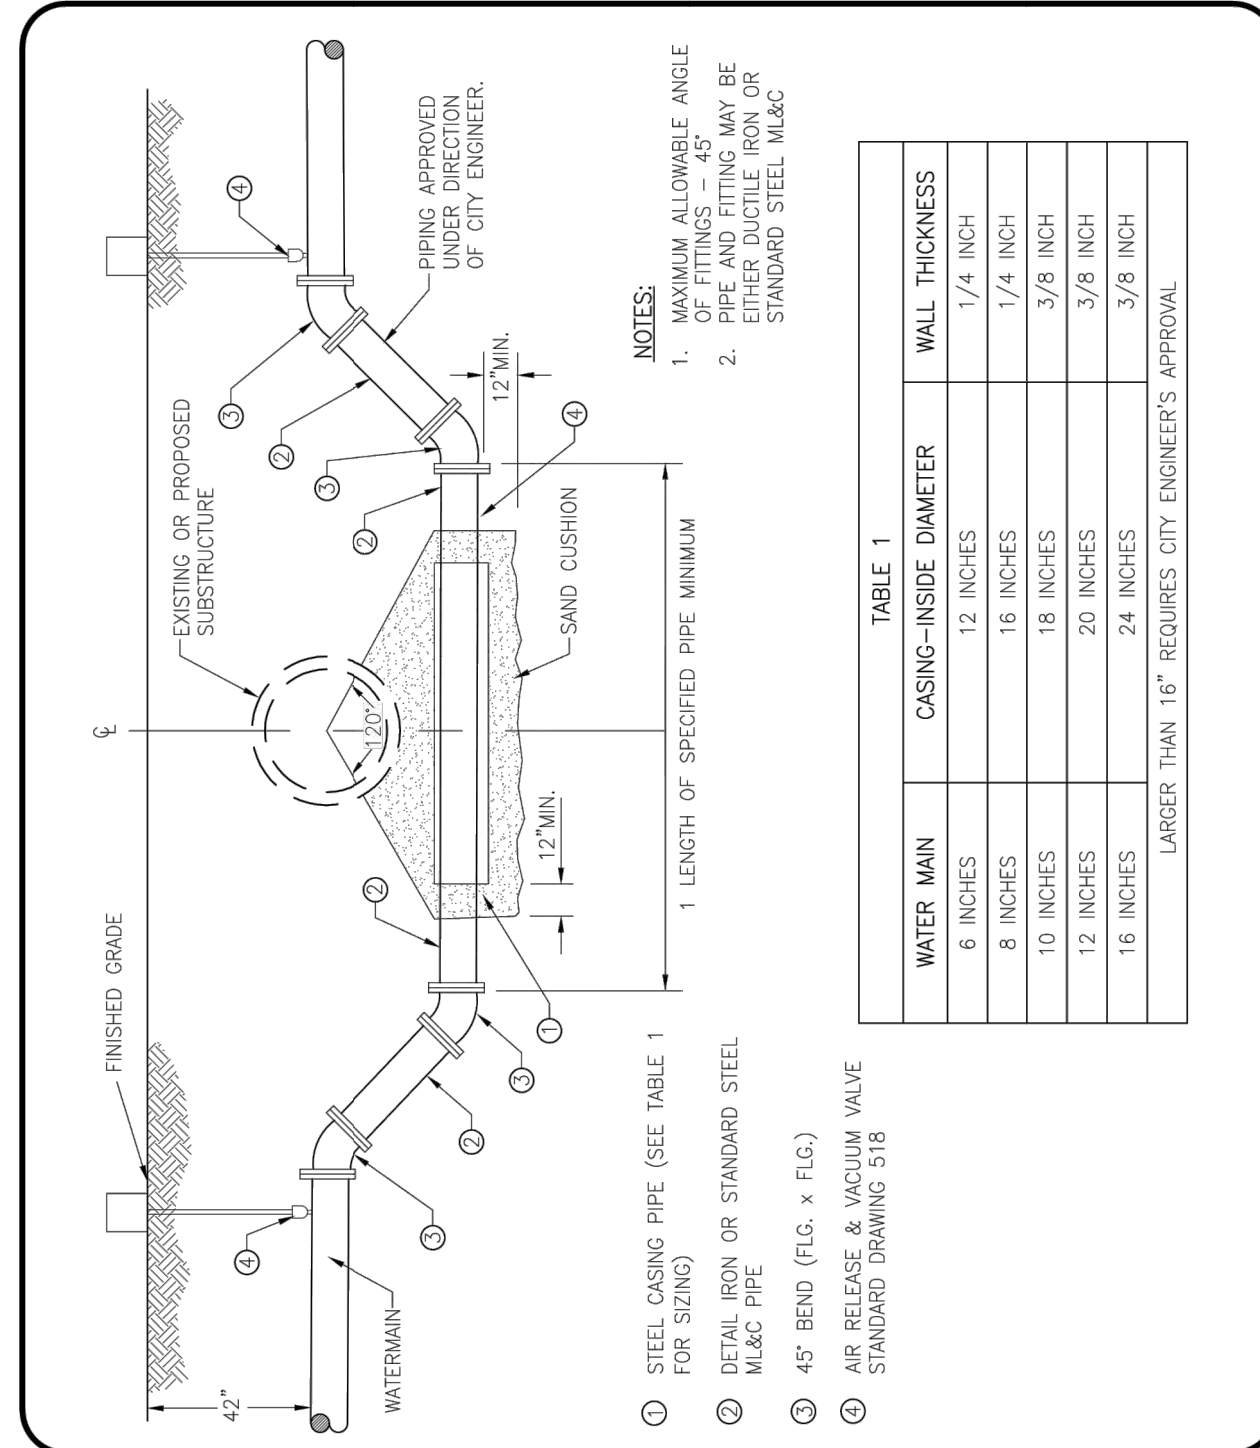 ℄
FINISHED GRADE
EXISTING OR PROPOSED
SUBSTRUCTURE
42"
④
④
③
②
③
②
120°
②
③
②
③
④
①
WATERMAIN
PIPING APPROVED
UNDER DIRECTION
OF CITY ENGINEER.
12"MIN.
12"MIN.
SAND CUSHION
1 LENGTH OF SPECIFIED PIPE MINIMUM
① STEEL CASING PIPE (SEE TABLE 1
FOR SIZING)
② DETAIL IRON OR STANDARD STEEL
ML&C PIPE
③ 45° BEND (FLG. x FLG.)
④ AIR RELEASE & VACUUM VALVE
STANDARD DRAWING 518
NOTES:
1. MAXIMUM ALLOWABLE ANGLE
OF FITTINGS – 45°
2. PIPE AND FITTING MAY BE
EITHER DUCTILE IRON OR
STANDARD STEEL ML&C
TABLE 1
WATER MAIN CASING–INSIDE DIAMETER WALL THICKNESS
6 INCHES 12 INCHES 1/4 INCH
8 INCHES 16 INCHES 1/4 INCH
10 INCHES 18 INCHES 3/8 INCH
12 INCHES 20 INCHES 3/8 INCH
16 INCHES 24 INCHES 3/8 INCH
LARGER THAN 16" REQUIRES CITY ENGINEER'S APPROVAL